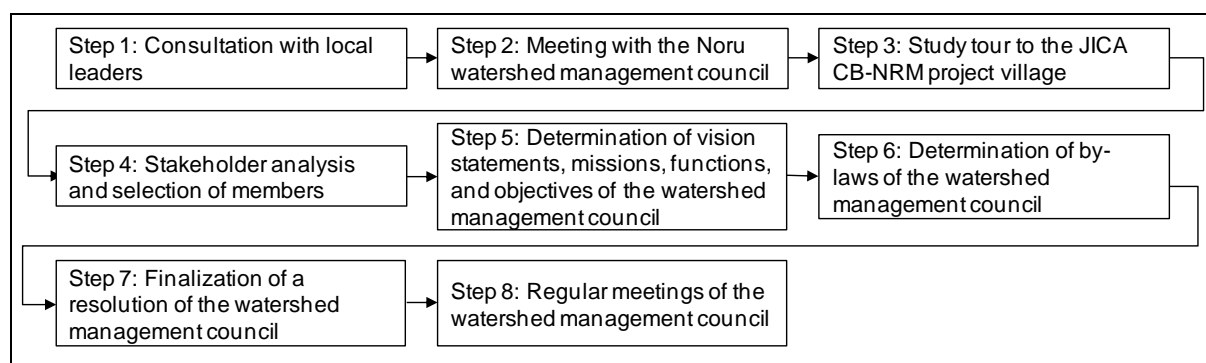 Step 1: Consultation with local
leaders
Step 2: Meeting with the Noru
watershed management council
Step 3: Study tour to the JICA
CB-NRM project village
Step 4: Stakeholder analysis
and selection of members
Step 5: Determination of vision
statements, missions, functions,
and objectives of the watershed
management council
Step 6: Determination of by-
laws of the watershed
management council
Step 7: Finalization of a
resolution of the watershed
management council
Step 8: Regular meetings of the
watershed management council